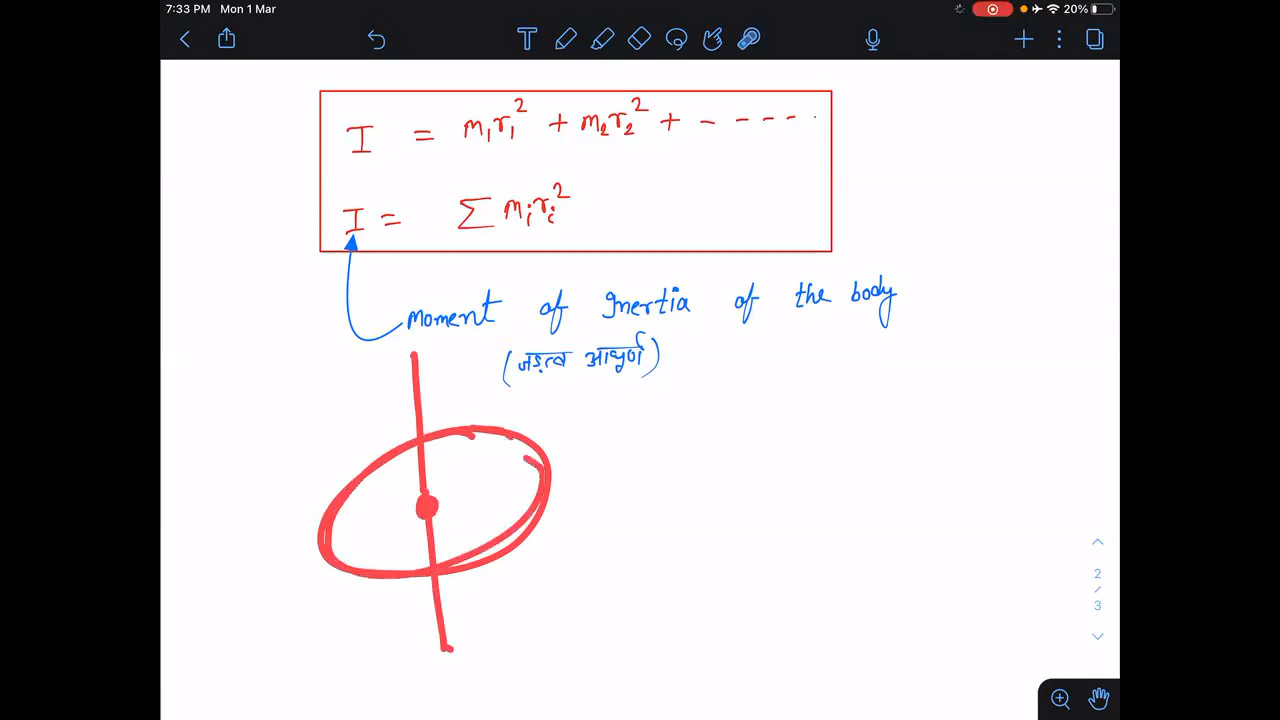 7:33 PM Mon 1 Mar 20%
I = m₁r₁² + m₂r₂² + - - - - - .
I = Σ mᵢrᵢ²
Moment of Inertia of the body
(जड़त्व आघूर्ण)
2
/
3